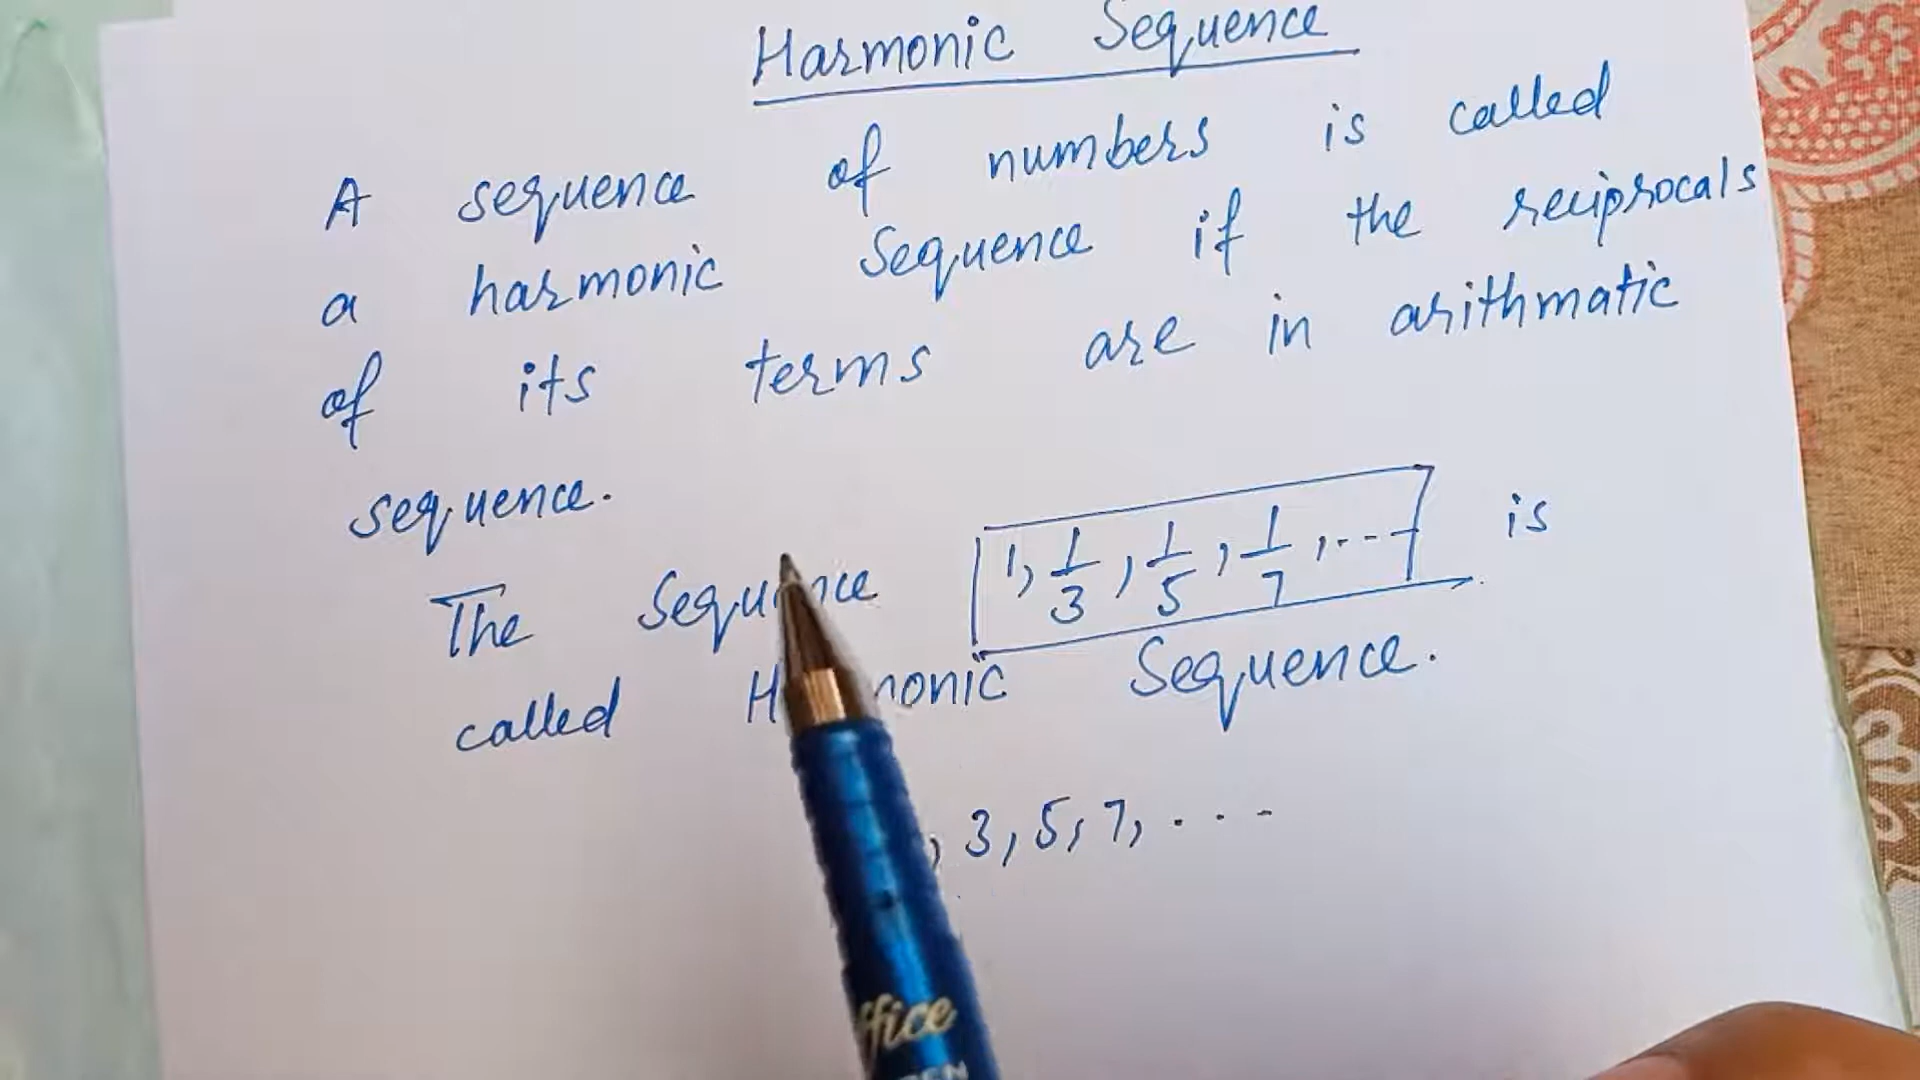 Harmonic Sequence
A sequence of numbers is called
a harmonic Sequence if the reciprocals
of its terms are in arithmatic
sequence.
The Sequence 1, 1/3, 1/5, 1/7, ... is
called Sequence.
, 3, 5, 7, ...
ffice